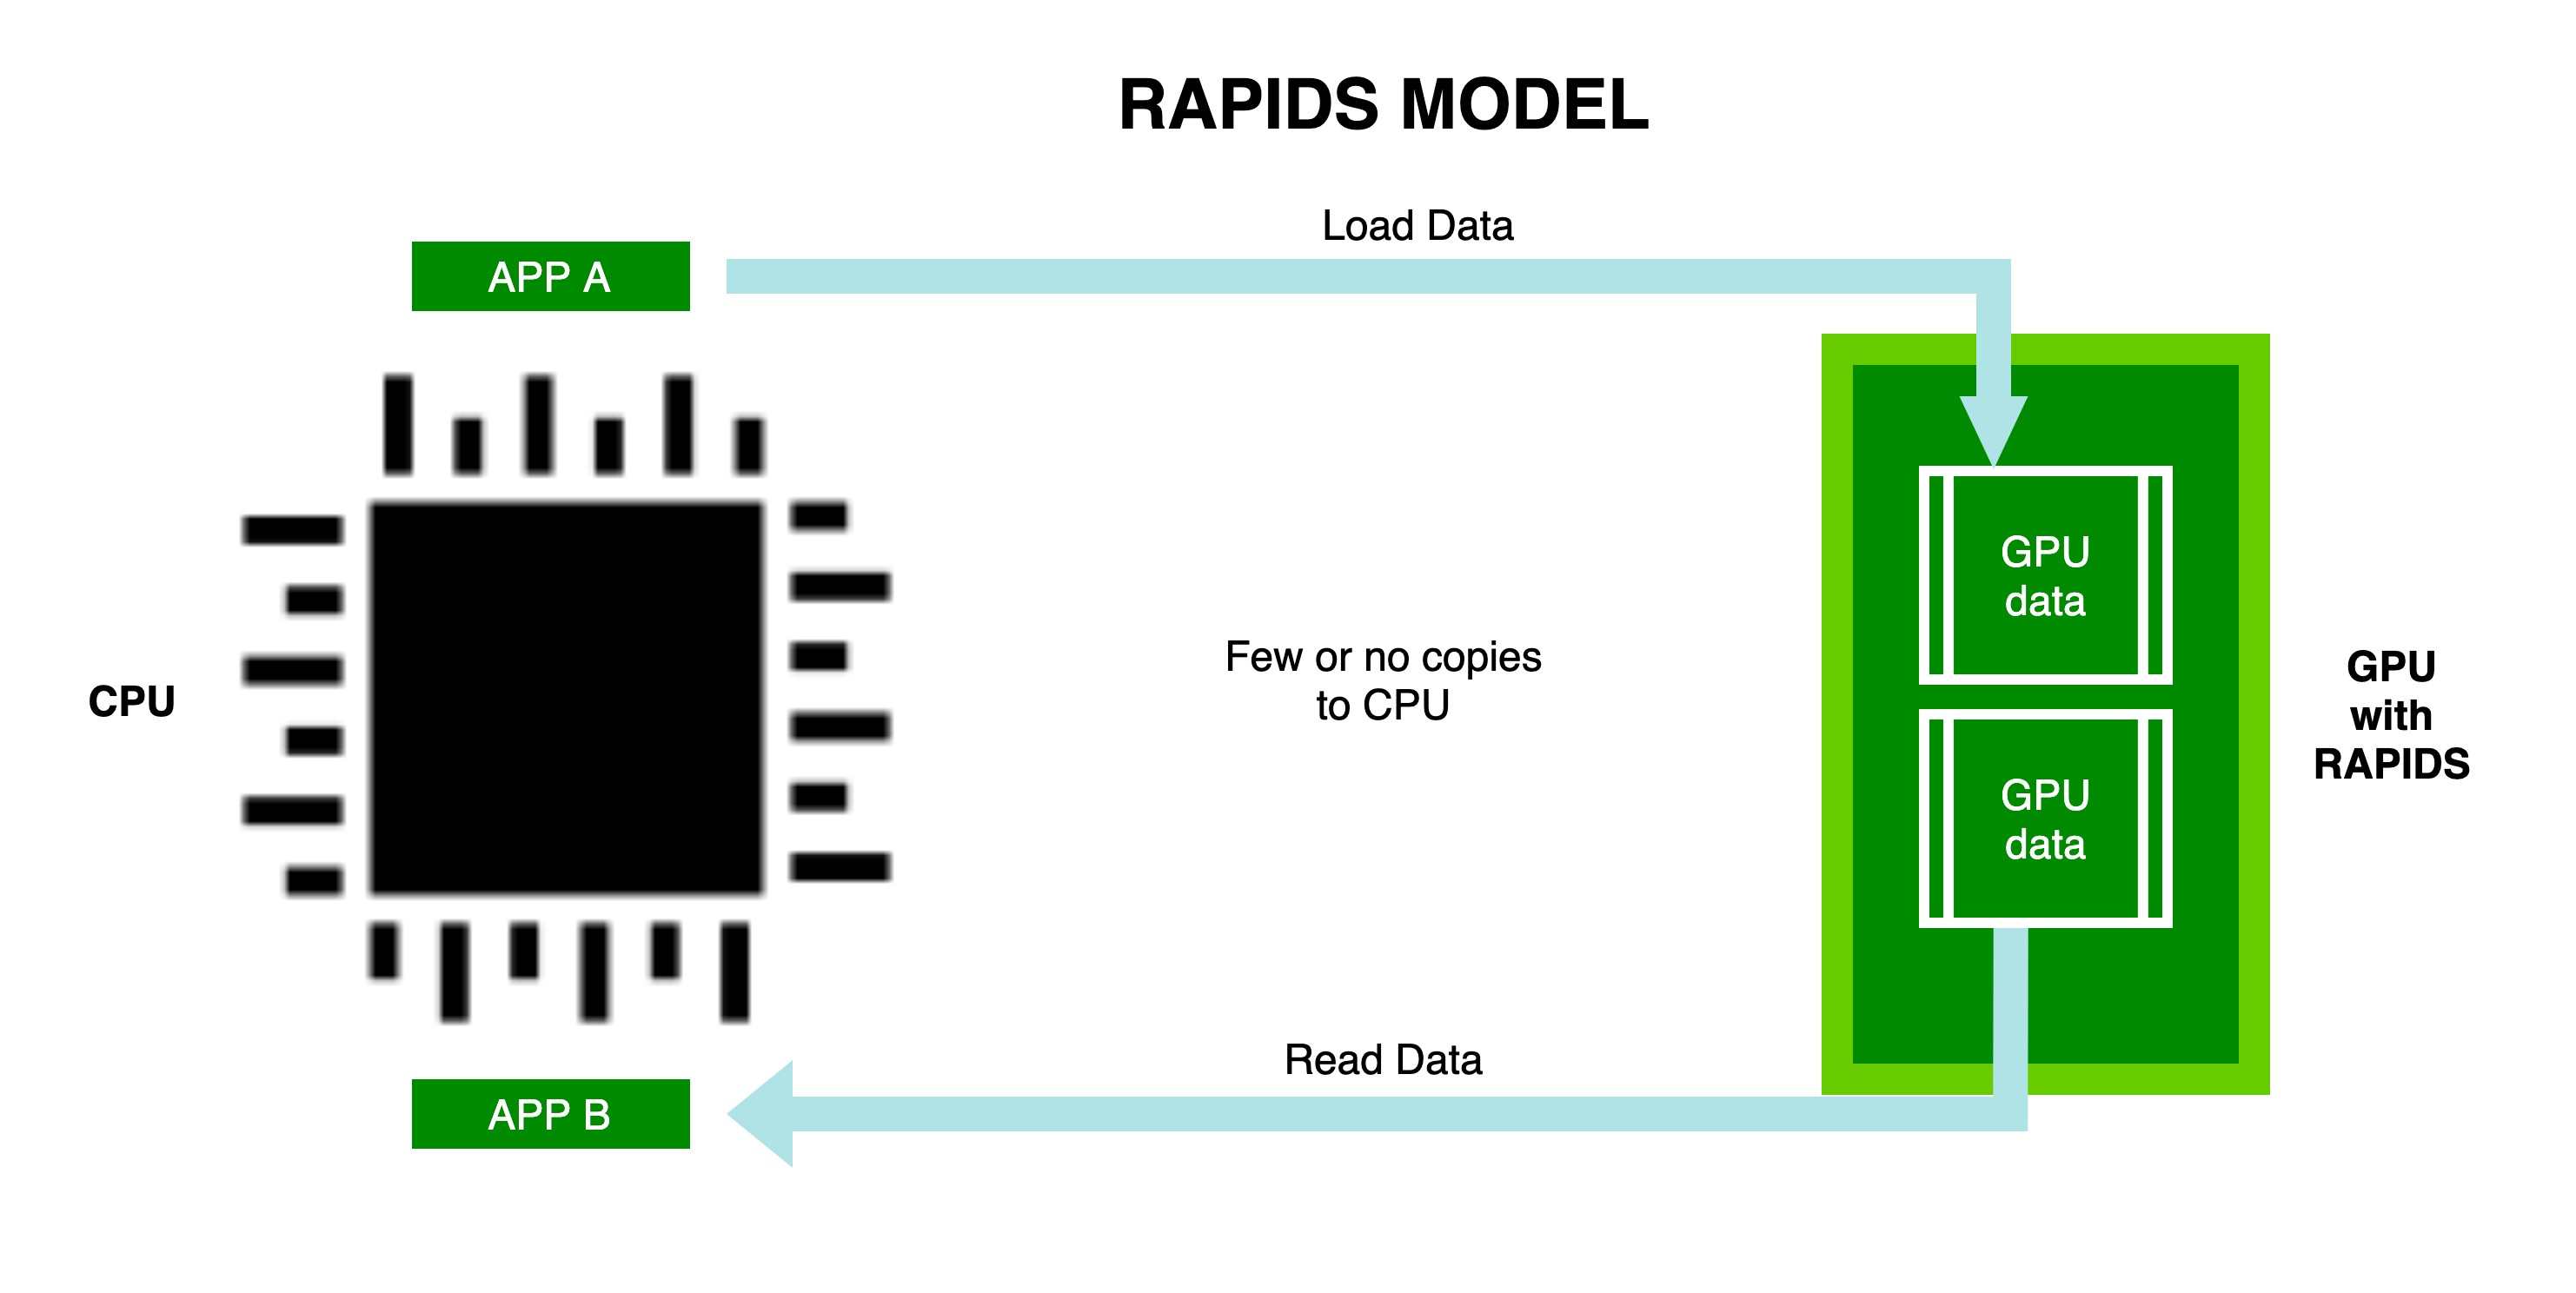 RAPIDS MODEL
Load Data
APP A
CPU
Few or no copies
to CPU
GPU
data
GPU
data
GPU
with
RAPIDS
Read Data
APP B